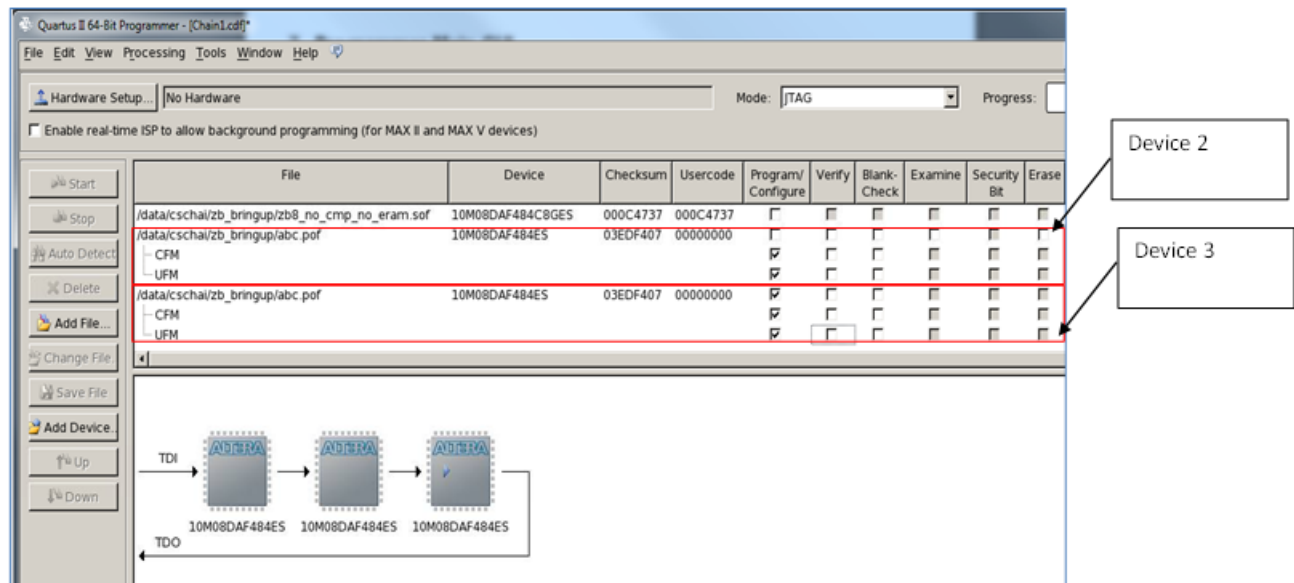 Quartus II 64-Bit Programmer - [Chain1.cdf]*
File Edit View Processing Tools Window Help
Hardware Setup... No Hardware Mode: JTAG Progress:
Enable real-time ISP to allow background programming (for MAX II and MAX V devices)
Start
Stop
Auto Detect
Delete
Add File...
Change File.
Save File
Add Device.
Up
Down
File Device Checksum Usercode Program/Configure Verify Blank-Check Examine Security Bit Erase
/data/cschai/zb_bringup/zb8_no_cmp_no_eram.sof 10M08DAF484C8GES 000C4737 000C4737
/data/cschai/zb_bringup/abc.pof 10M08DAF484ES 03EDF407 00000000
CFM
UFM
/data/cschai/zb_bringup/abc.pof 10M08DAF484ES 03EDF407 00000000
CFM
UFM
Device 2
Device 3
TDI
ALTERA ALTERA ALTERA
10M08DAF484ES 10M08DAF484ES 10M08DAF484ES
TDO